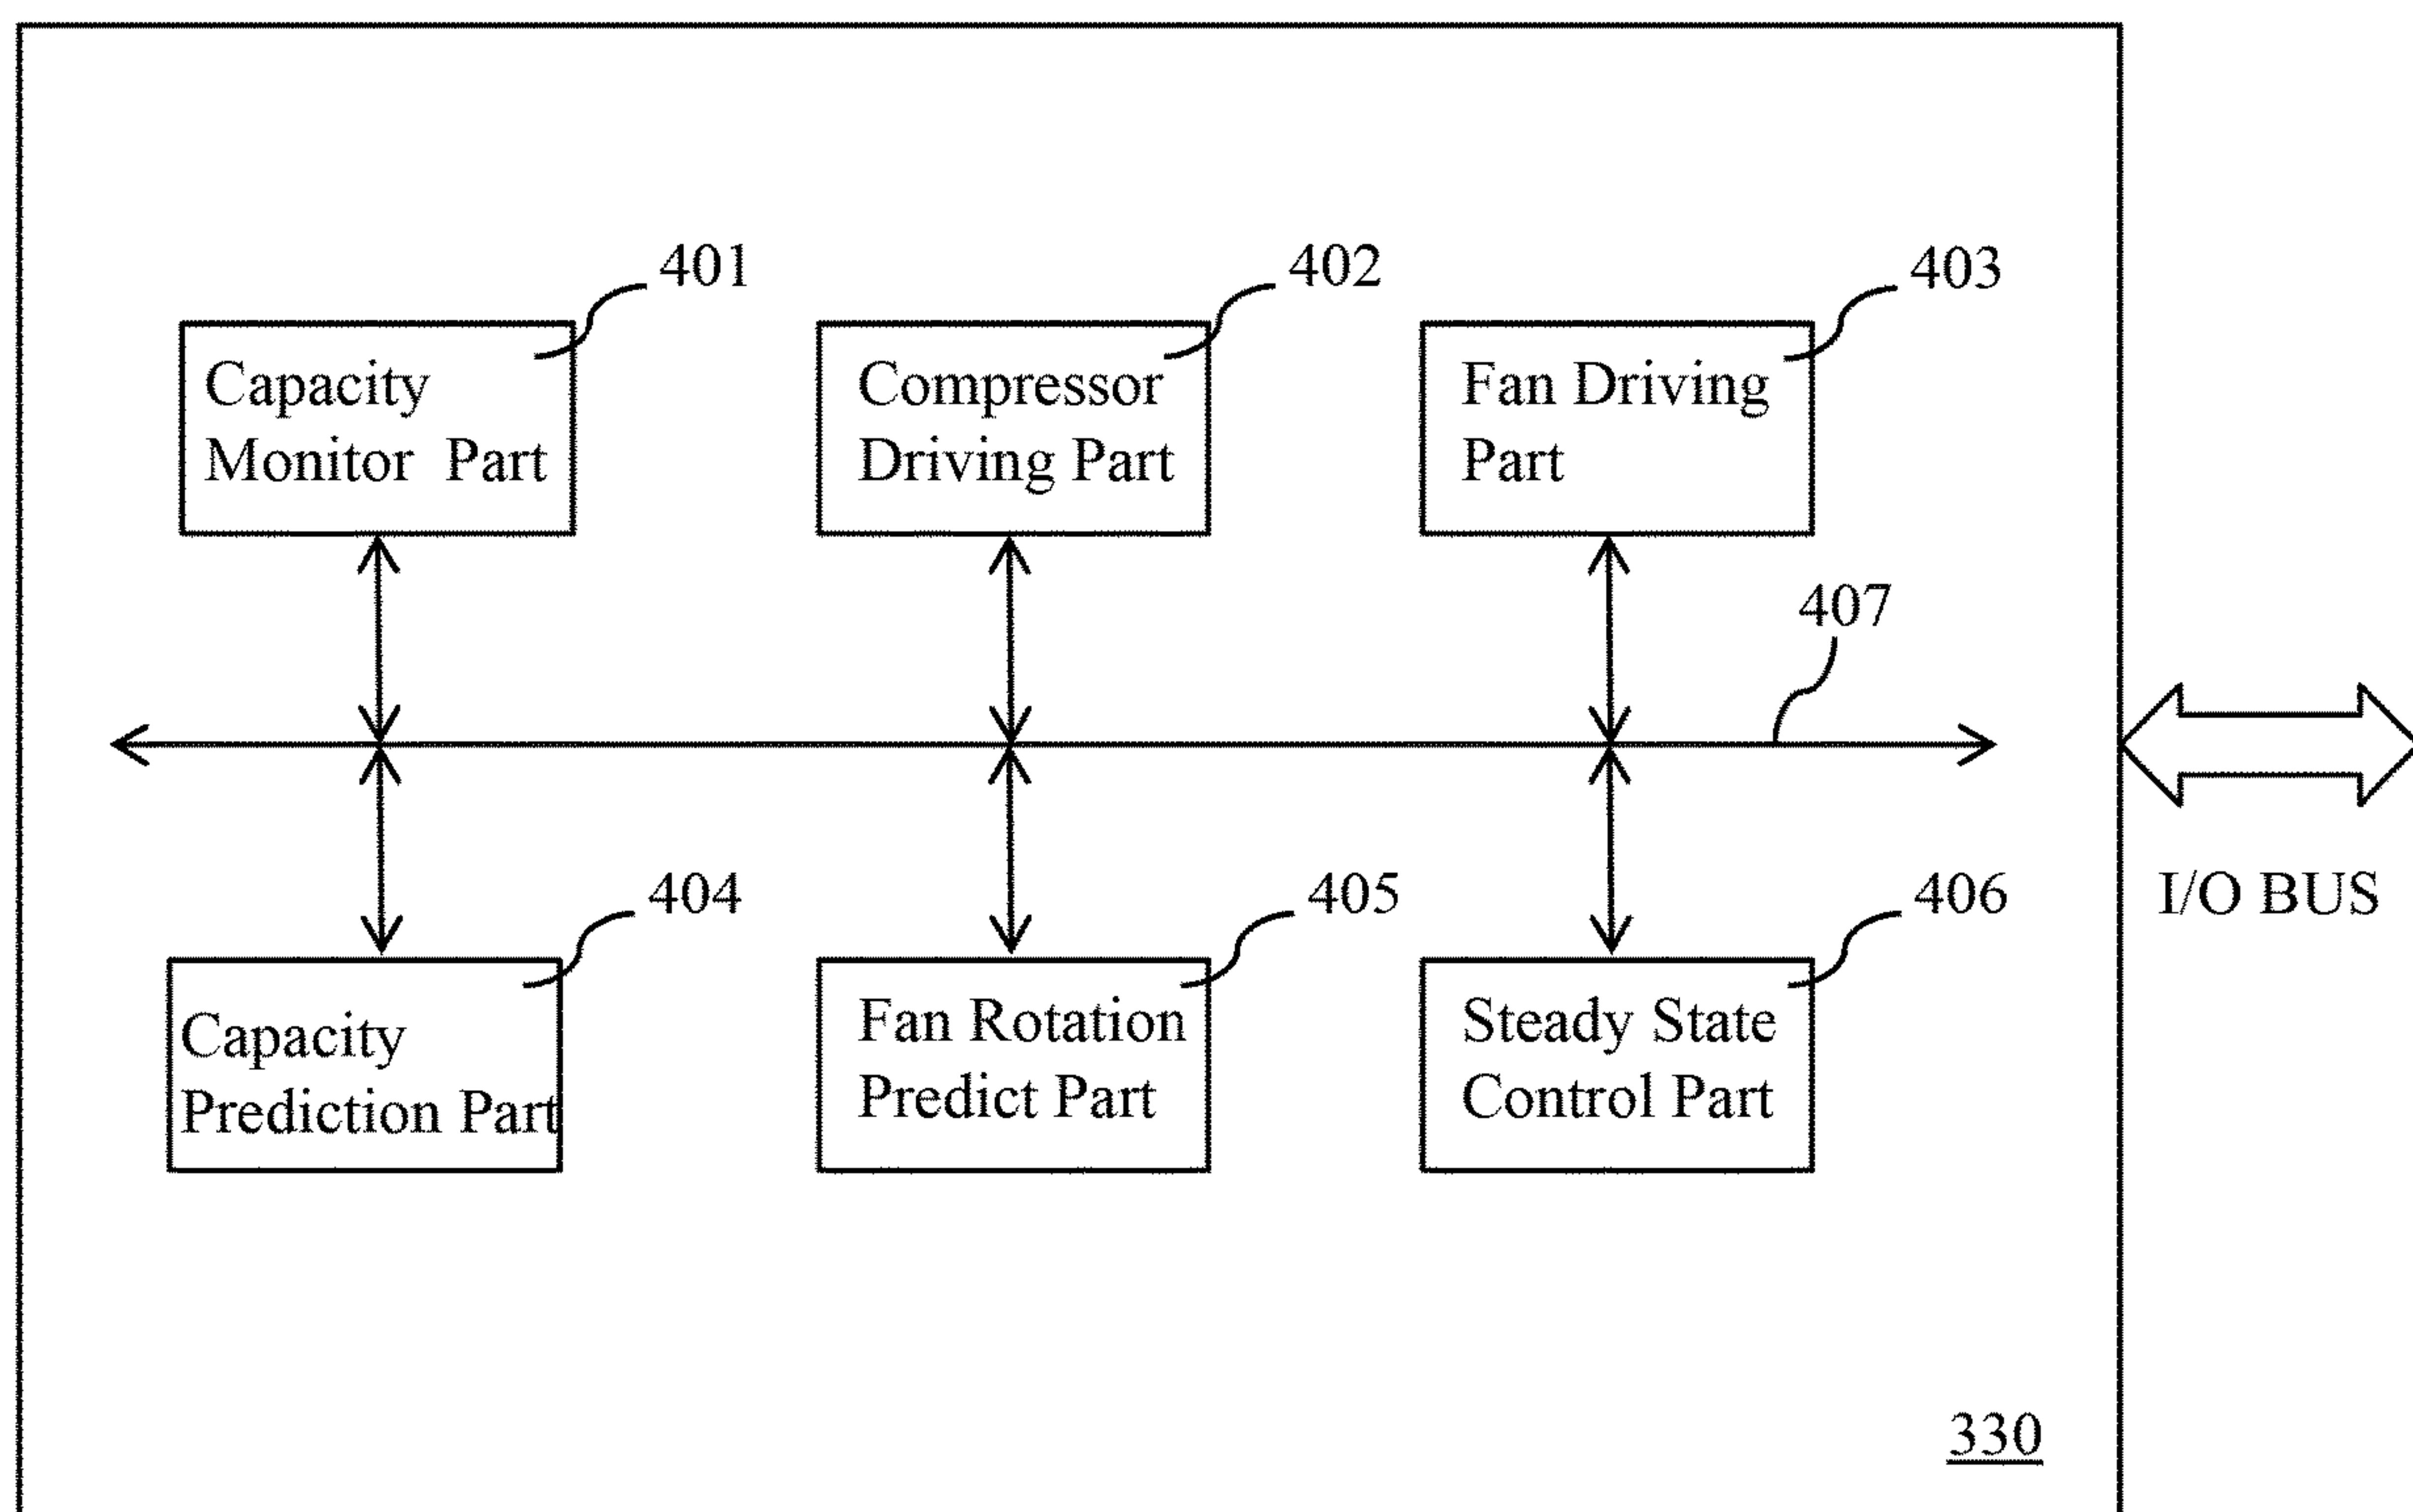 401
Capacity
Monitor Part
402
Compressor
Driving Part
403
Fan Driving
Part
407
404
Capacity
Prediction Part
405
Fan Rotation
Predict Part
406
Steady State
Control Part
I/O BUS
330